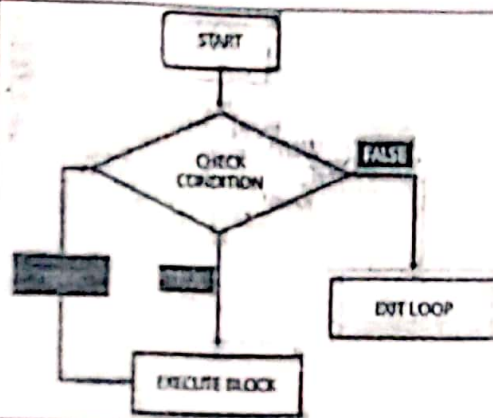 START
CHECK
CONDITION
FALSE
EXIT LOOP
EXECUTE BLOCK